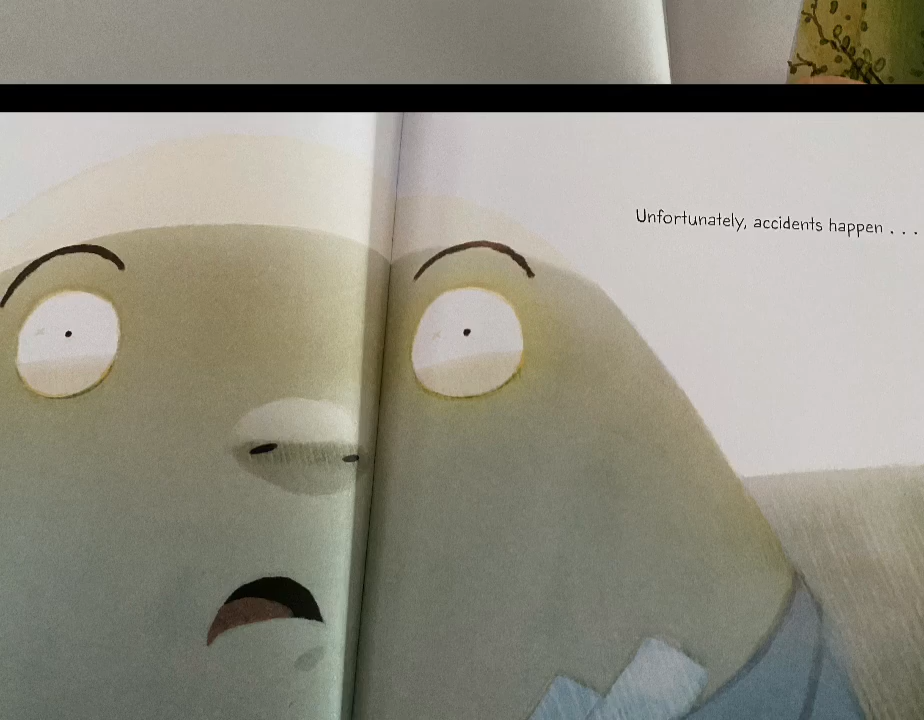 Unfortunately, accidents happen . . .